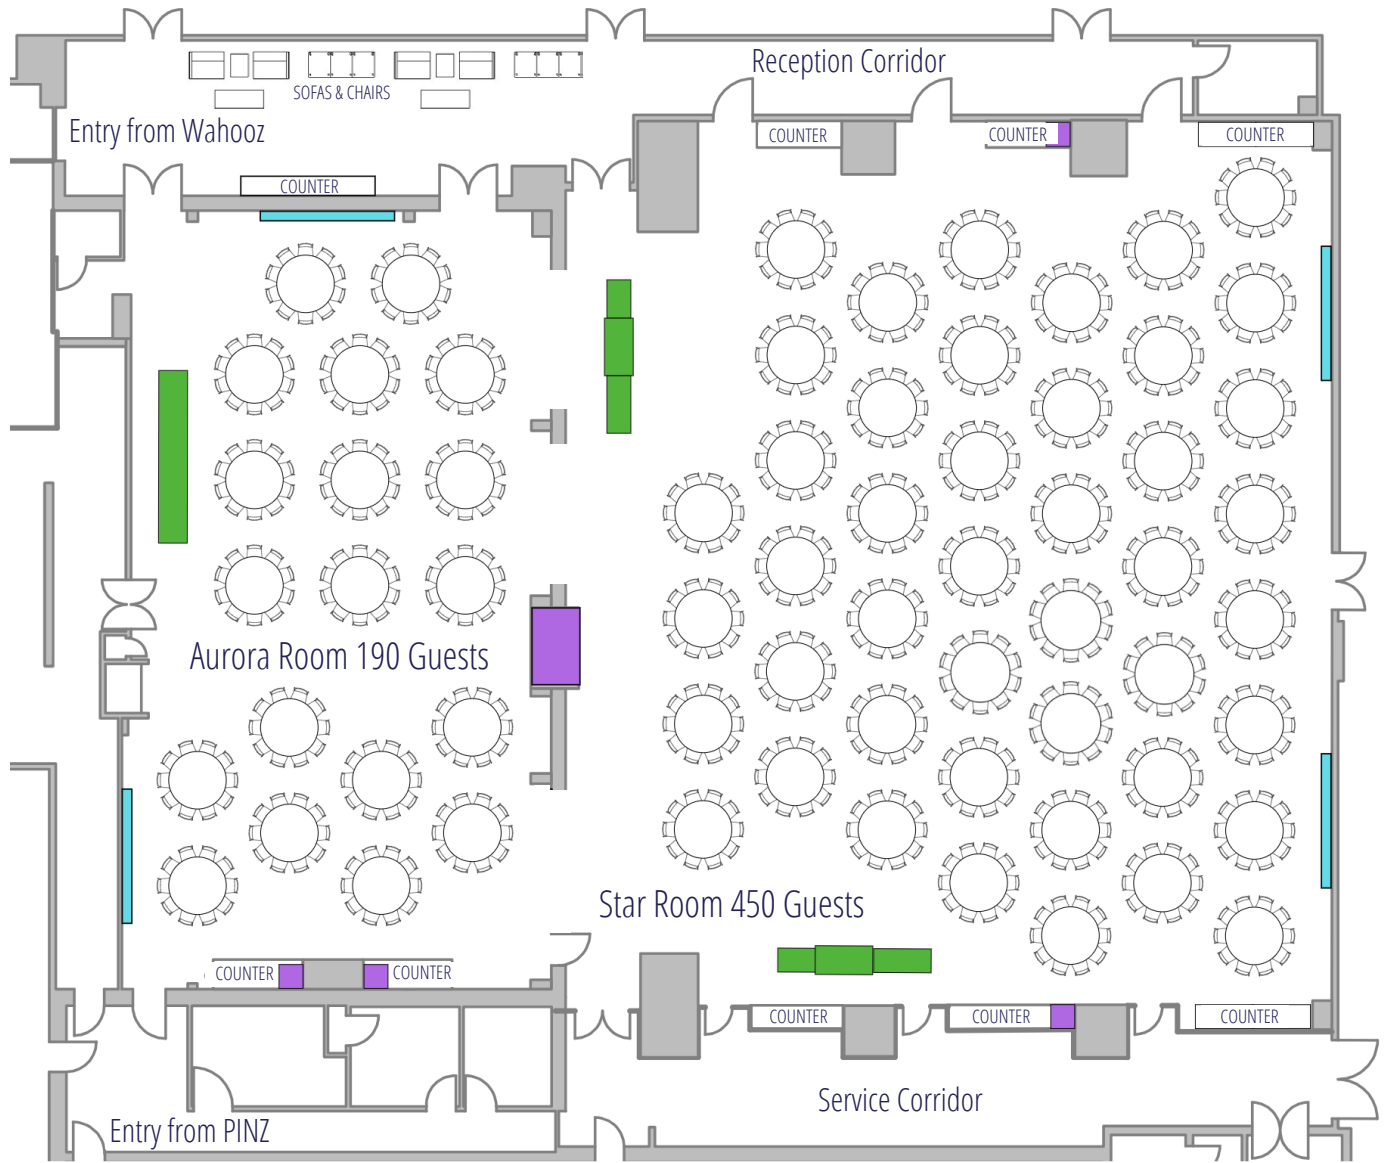 Reception Corridor
SOFAS & CHAIRS
Entry from Wahooz
COUNTER
COUNTER
COUNTER
COUNTER
Aurora Room 190 Guests
Star Room 450 Guests
COUNTER
COUNTER
COUNTER
COUNTER
COUNTER
Service Corridor
Entry from PINZ